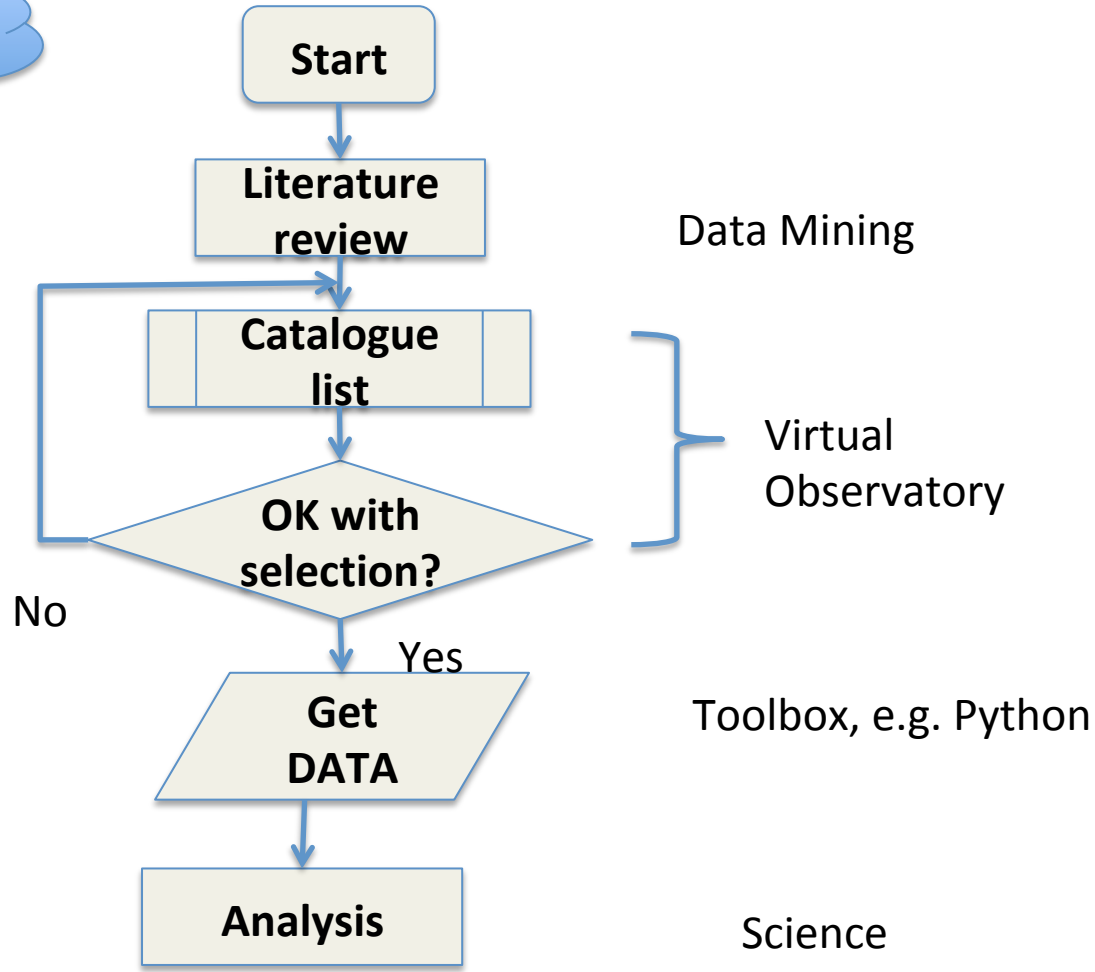 Start
Literature
review
Data Mining
Catalogue
list
Virtual
Observatory
OK with
selection?
No
Yes
Get
DATA
Toolbox, e.g. Python
Analysis
Science